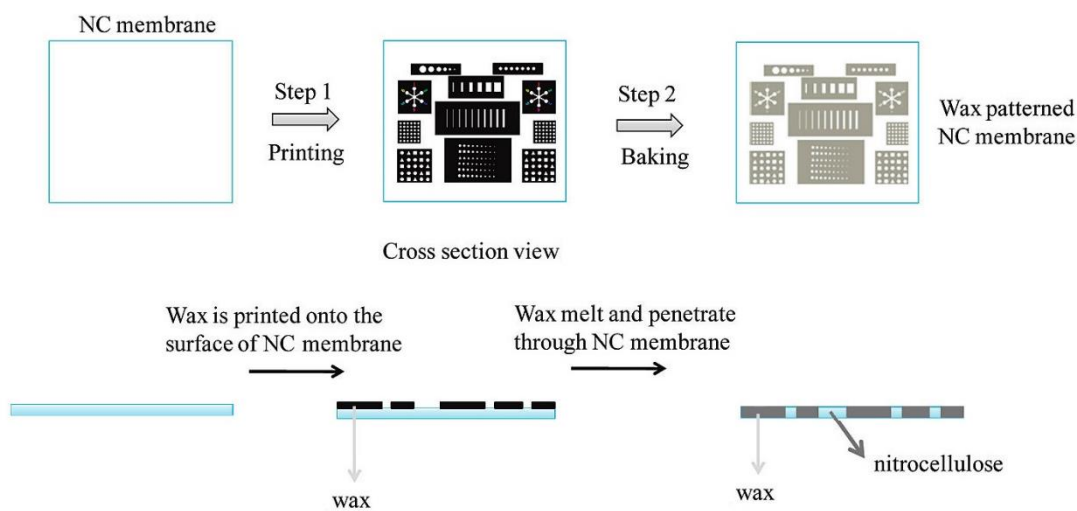 NC membrane
Step 1
Printing
Step 2
Baking
Wax patterned
NC membrane
Cross section view
Wax is printed onto the
surface of NC membrane
Wax melt and penetrate
through NC membrane
wax
wax
nitrocellulose